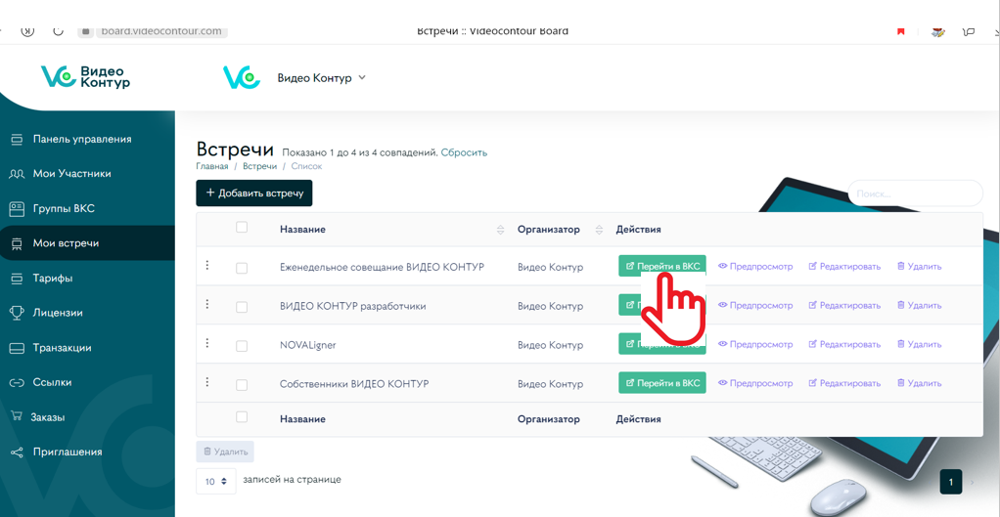 board.videocontour.com
Встречи :: Videocontour Board
Видео
Контур
Видео Контур
Панель управления
Мои Участники
Группы ВКС
Мои встречи
Тарифы
Лицензии
Транзакции
Ссылки
Заказы
Приглашения
Встречи Показано 1 до 4 из 4 совпадений. Сбросить
Главная / Встречи / Список
+ Добавить встречу
Поиск...
Название Организатор Действия
Еженедельное совещание ВИДЕО КОНТУР Видео Контур Перейти в ВКС Предпросмотр Редактировать Удалить
ВИДЕО КОНТУР разработчики Видео Контур Предпросмотр Редактировать Удалить
NOVALigner Видео Контур Предпросмотр Редактировать Удалить
Собственники ВИДЕО КОНТУР Видео Контур Перейти в ВКС Предпросмотр Редактировать Удалить
Название Организатор Действия
Удалить
10 записей на странице
1